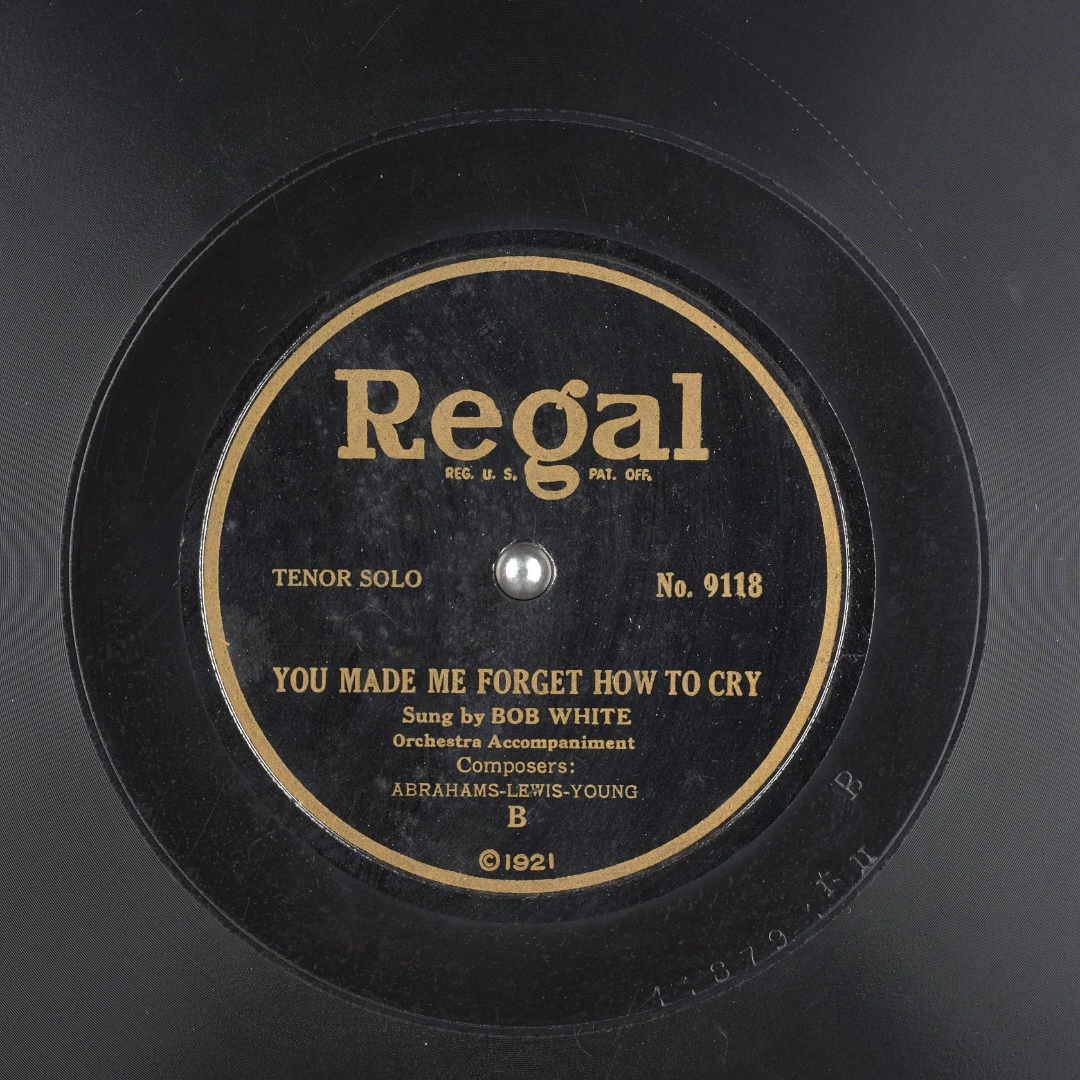 Regal
REG. U. S. PAT. OFF.
TENOR SOLO
No. 9118
YOU MADE ME FORGET HOW TO CRY
Sung by BOB WHITE
Orchestra Accompaniment
Composers:
ABRAHAMS-LEWIS-YOUNG
B
©1921
B